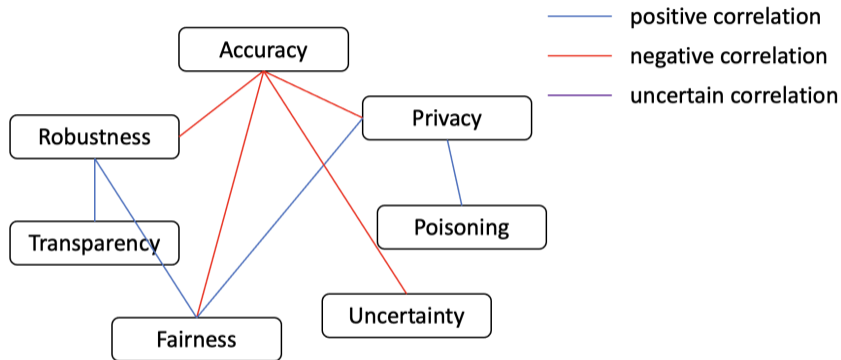 positive correlation
Accuracy
negative correlation
uncertain correlation
Privacy
Robustness
Poisoning
Transparency
Uncertainty
Fairness